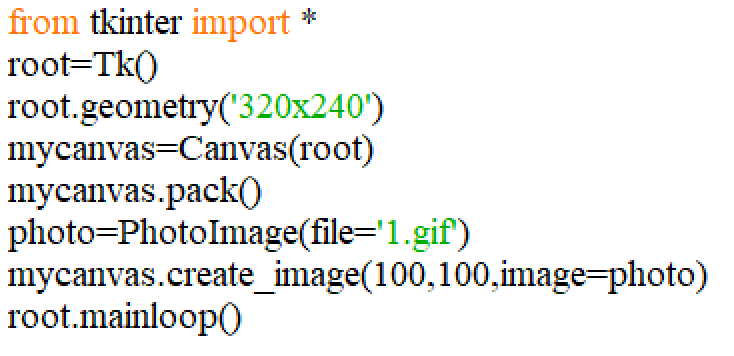 from tkinter import *
root=Tk()
root.geometry('320x240')
mycanvas=Canvas(root)
mycanvas.pack()
photo=PhotoImage(file='1.gif')
mycanvas.create_image(100,100,image=photo)
root.mainloop()